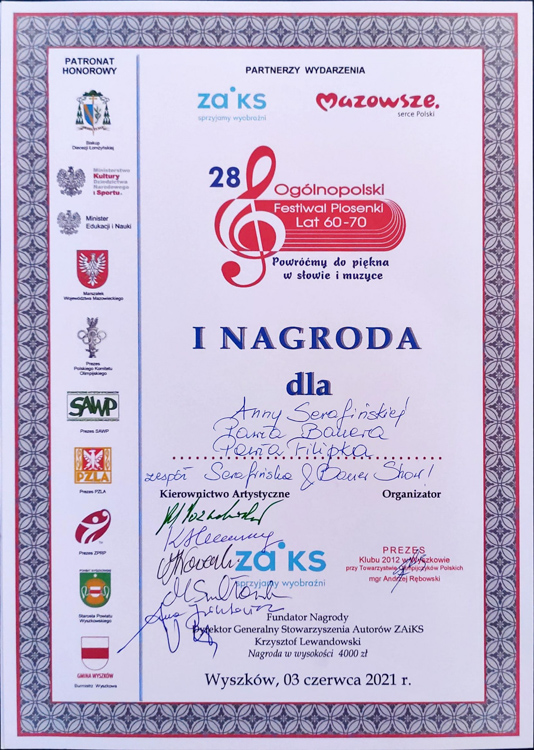 PATRONAT
HONOROWY
Biskup
Diecezji Łomżyńskiej
Ministerstwo
Kultury
Dziedzictwa
Narodowego
i Sportu
Minister
Edukacji i Nauki
Marszałek
Województwa Mazowieckiego
Prezes
Polskiego Komitetu
Olimpijskiego
SAWP
Prezes SAWP
PZLA
Prezes PZLA
Prezes ZPRP
Starosta Powiatu
Wyszkowskiego
GMINA WYSZKÓW
Burmistrz Wyszkowa
PARTNERZY WYDARZENIA
ZAiKS
sprzyjamy wyobraźni
Mazowsze.
serce Polski
28
Ogólnopolski
Festiwal Piosenki
Lat 60-70
Powróćmy do piękna
w słowie i muzyce
I NAGRODA
dla
Anny Serafińskiej
Pawła Bauera
Pawła Filipka
zespół Serafińska & Bauer Show!
Kierownictwo Artystyczne
Organizator
ZAiKS
sprzyjamy wyobraźni
PREZES
Klubu 2012 w Wyszkowie
przy Towarzystwie Olimpijczyków Polskich
mgr Andrzej Rębowski
Fundator Nagrody
Dyrektor Generalny Stowarzyszenia Autorów ZAiKS
Krzysztof Lewandowski
Nagroda w wysokości 4000 zł
Wyszków, 03 czerwca 2021 r.